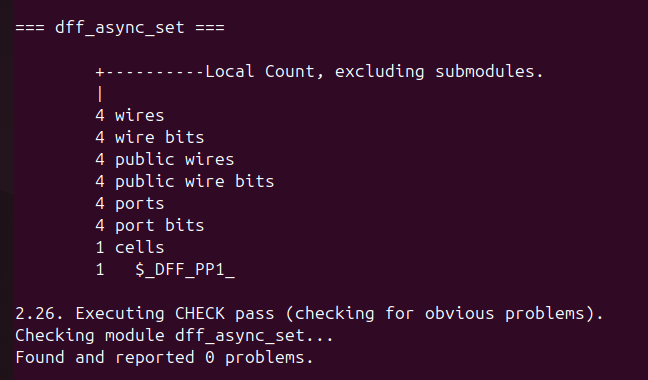 === dff_async_set ===
+----------Local Count, excluding submodules.
|
4 wires
4 wire bits
4 public wires
4 public wire bits
4 ports
4 port bits
1 cells
1   $_DFF_PP1_
2.26. Executing CHECK pass (checking for obvious problems).
Checking module dff_async_set...
Found and reported 0 problems.